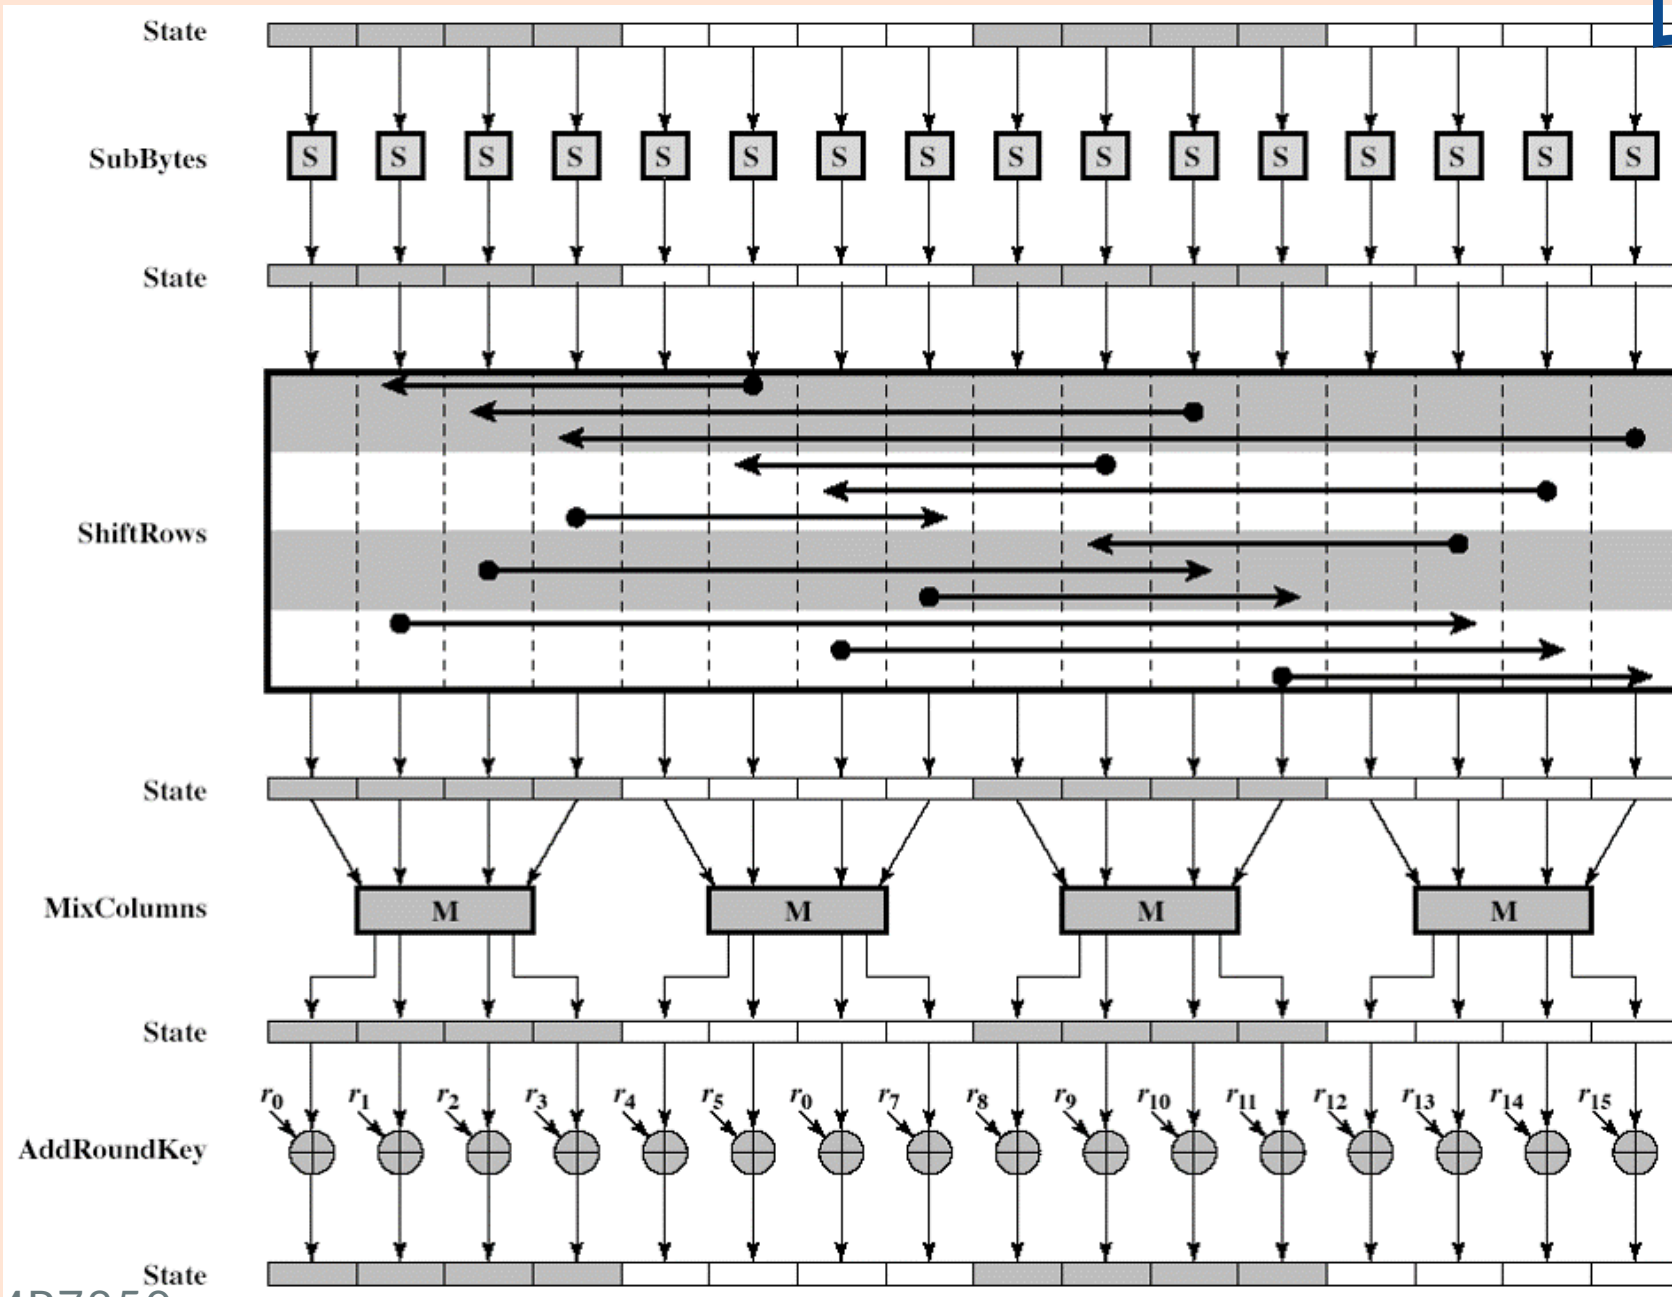 State
SubBytes
S S S S S S S S S S S S S S S S
State
ShiftRows
State
MixColumns
M M M M
State
r0 r1 r2 r3 r4 r5 r0 r7 r8 r9 r10 r11 r12 r13 r14 r15
AddRoundKey
State